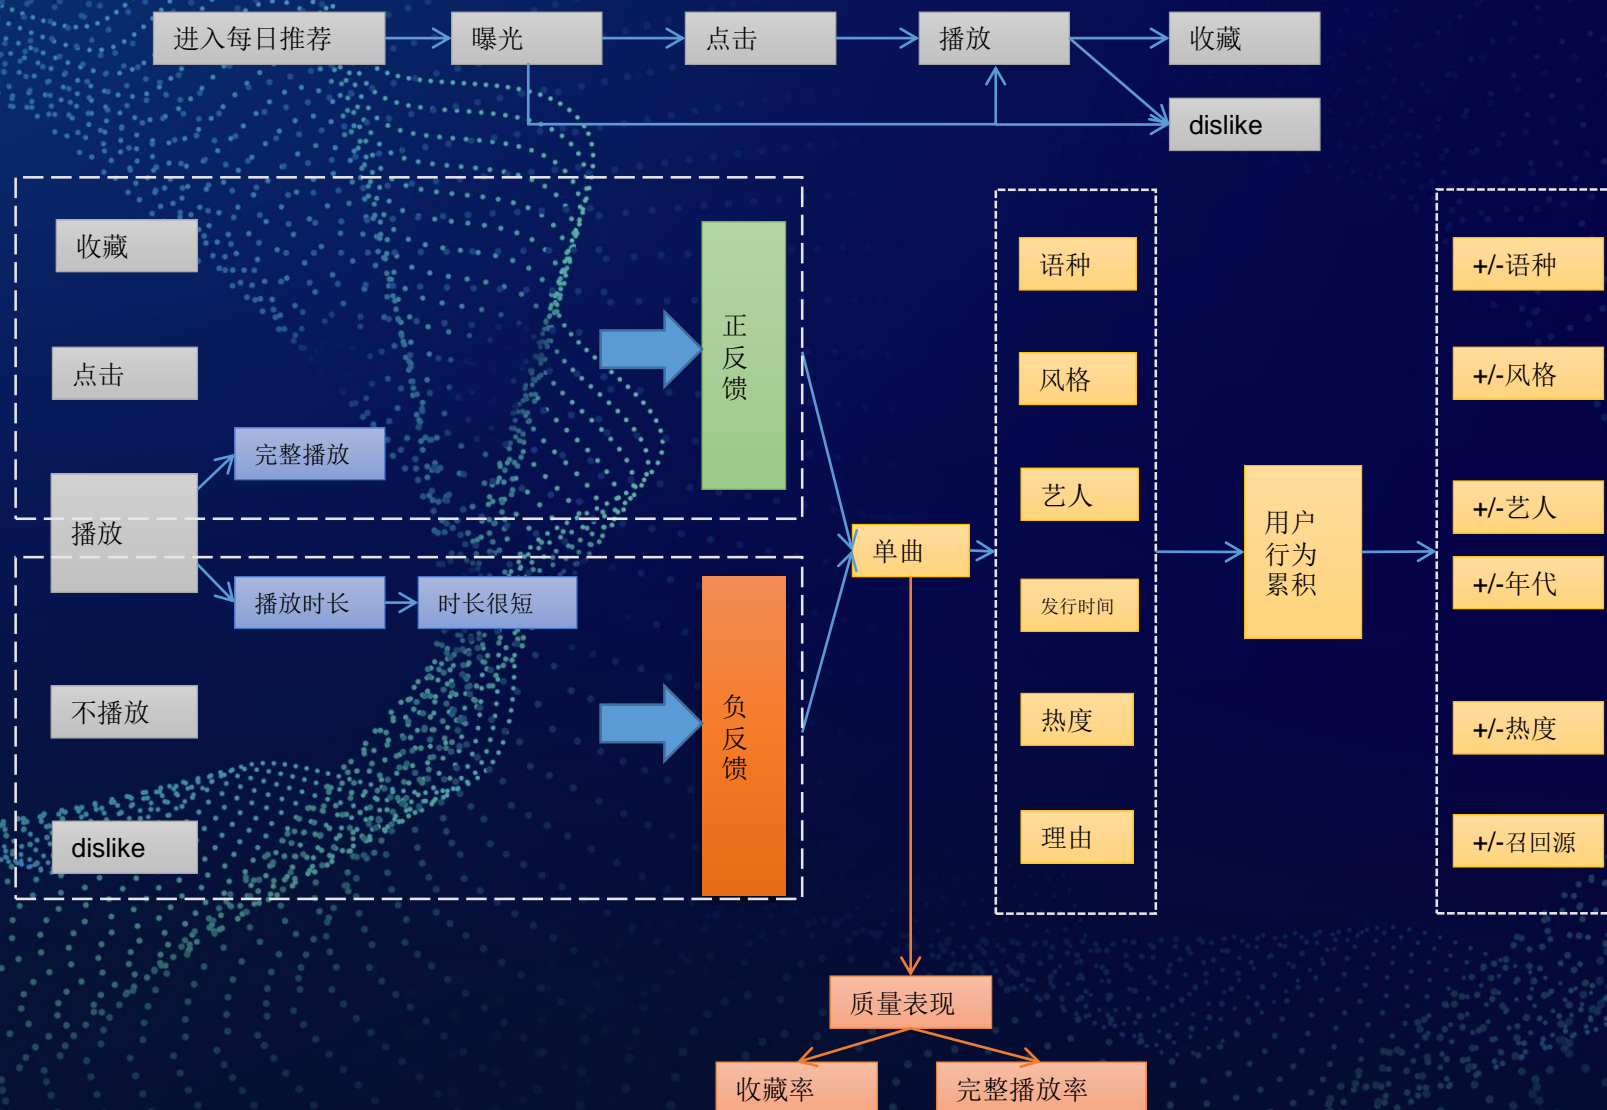 进入每日推荐
曝光
点击
播放
收藏
dislike
收藏
点击
播放
完整播放
播放时长
时长很短
不播放
dislike
正
反
馈
负
反
馈
单曲
语种
风格
艺人
发行时间
热度
理由
用户
行为
累积
+/-语种
+/-风格
+/-艺人
+/-年代
+/-热度
+/-召回源
质量表现
收藏率
完整播放率